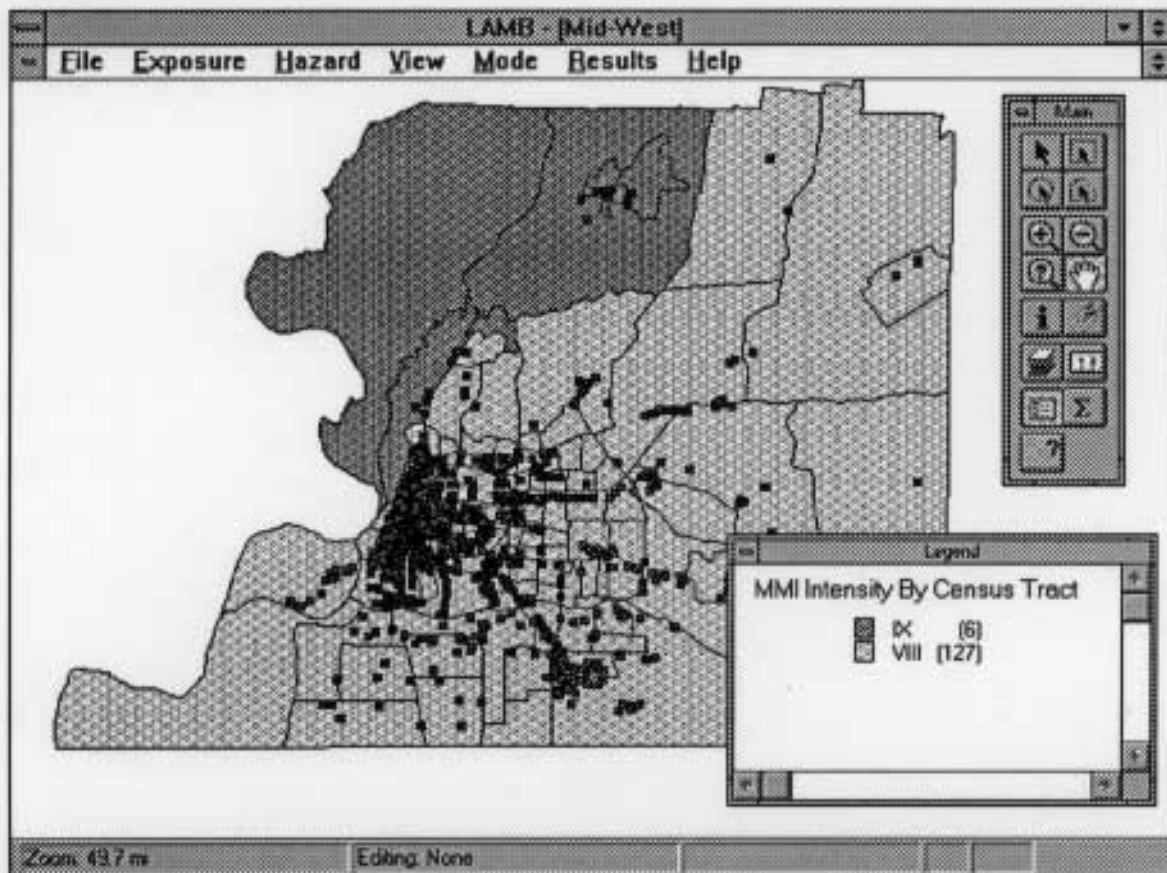 LAMB - [Mid-West]
File Exposure Hazard View Mode Results Help
Main
Legend
MMI Intensity By Census Tract
IX (6)
VIII (127)
Zoom: 49.7 mi
Editing: None